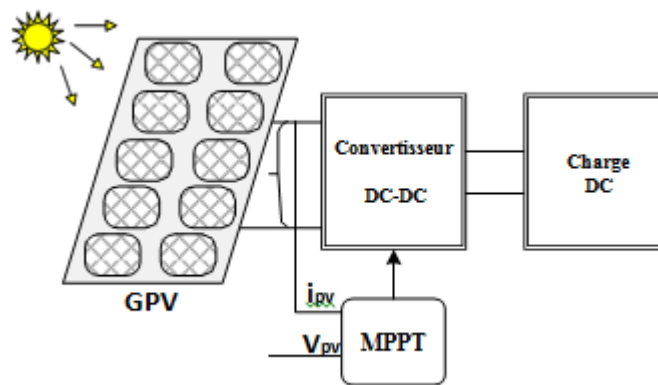 Convertisseur
DC-DC
Charge
DC
GPV
ipv
Vpv
MPPT